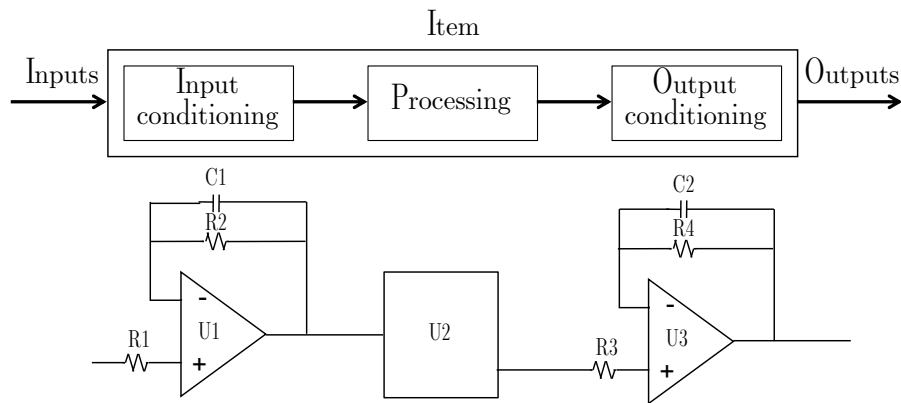 Item
Inputs
Input
conditioning
Processing
Output
conditioning
Outputs
C1
R2
-
U1
+
R1
U2
C2
R4
-
U3
+
R3